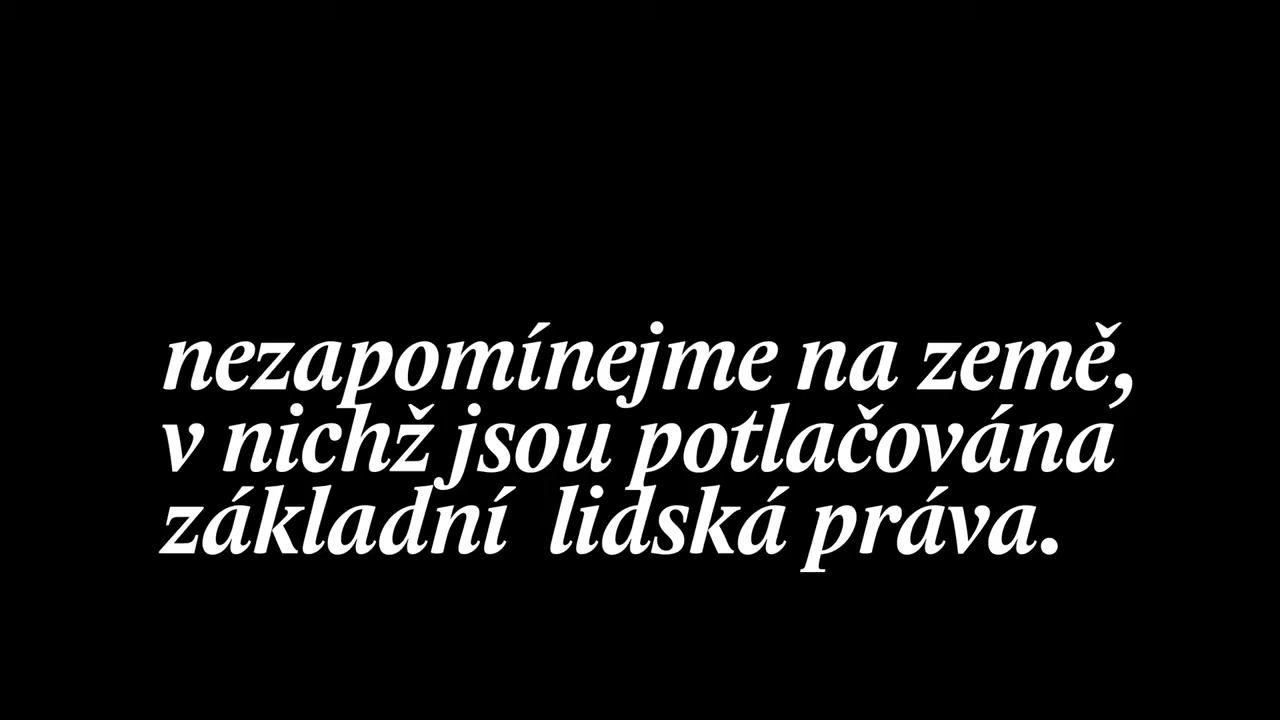 nezapomínejme na země,
v nichž jsou potlačována
základní  lidská práva.